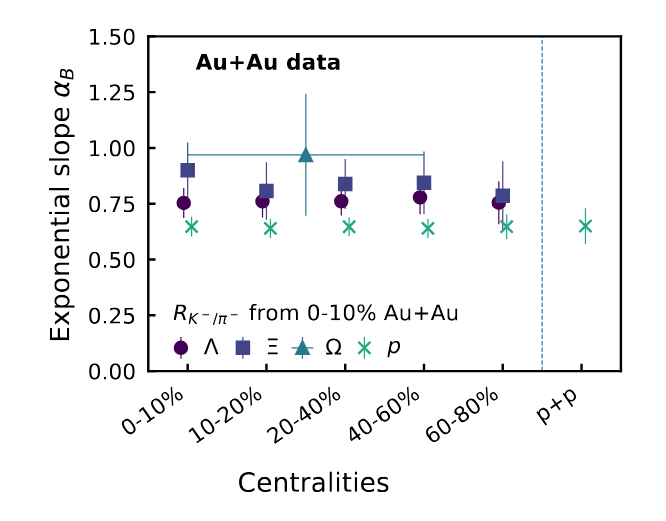 Au+Au data
Exponential slope α_B
1.50
1.25
1.00
0.75
0.50
0.25
0.00
R_{K⁻/π⁻} from 0-10% Au+Au
Λ Ξ Ω p
0-10% 10-20% 20-40% 40-60% 60-80% p+p
Centralities